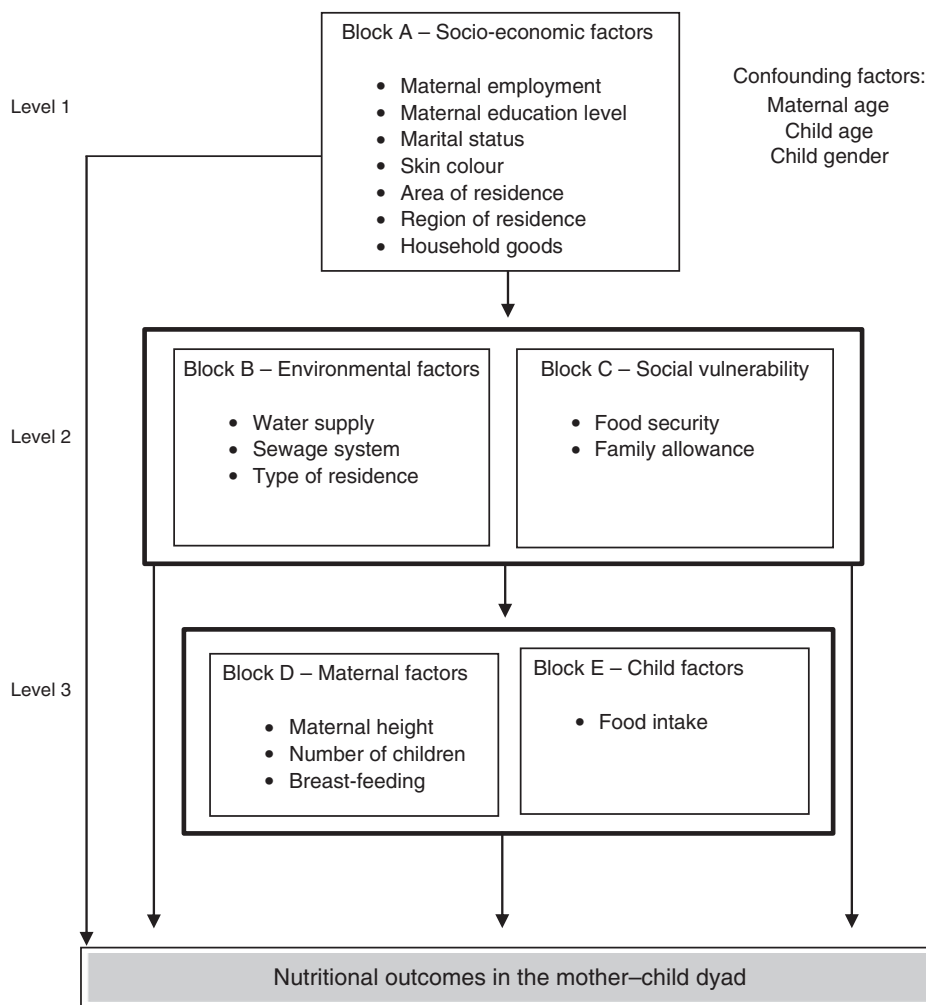 Block A – Socio-economic factors
• Maternal employment
• Maternal education level
• Marital status
• Skin colour
• Area of residence
• Region of residence
• Household goods
Confounding factors:
Maternal age
Child age
Child gender
Level 1
Block B – Environmental factors
• Water supply
• Sewage system
• Type of residence
Block C – Social vulnerability
• Food security
• Family allowance
Level 2
Block D – Maternal factors
• Maternal height
• Number of children
• Breast-feeding
Block E – Child factors
• Food intake
Level 3
Nutritional outcomes in the mother–child dyad